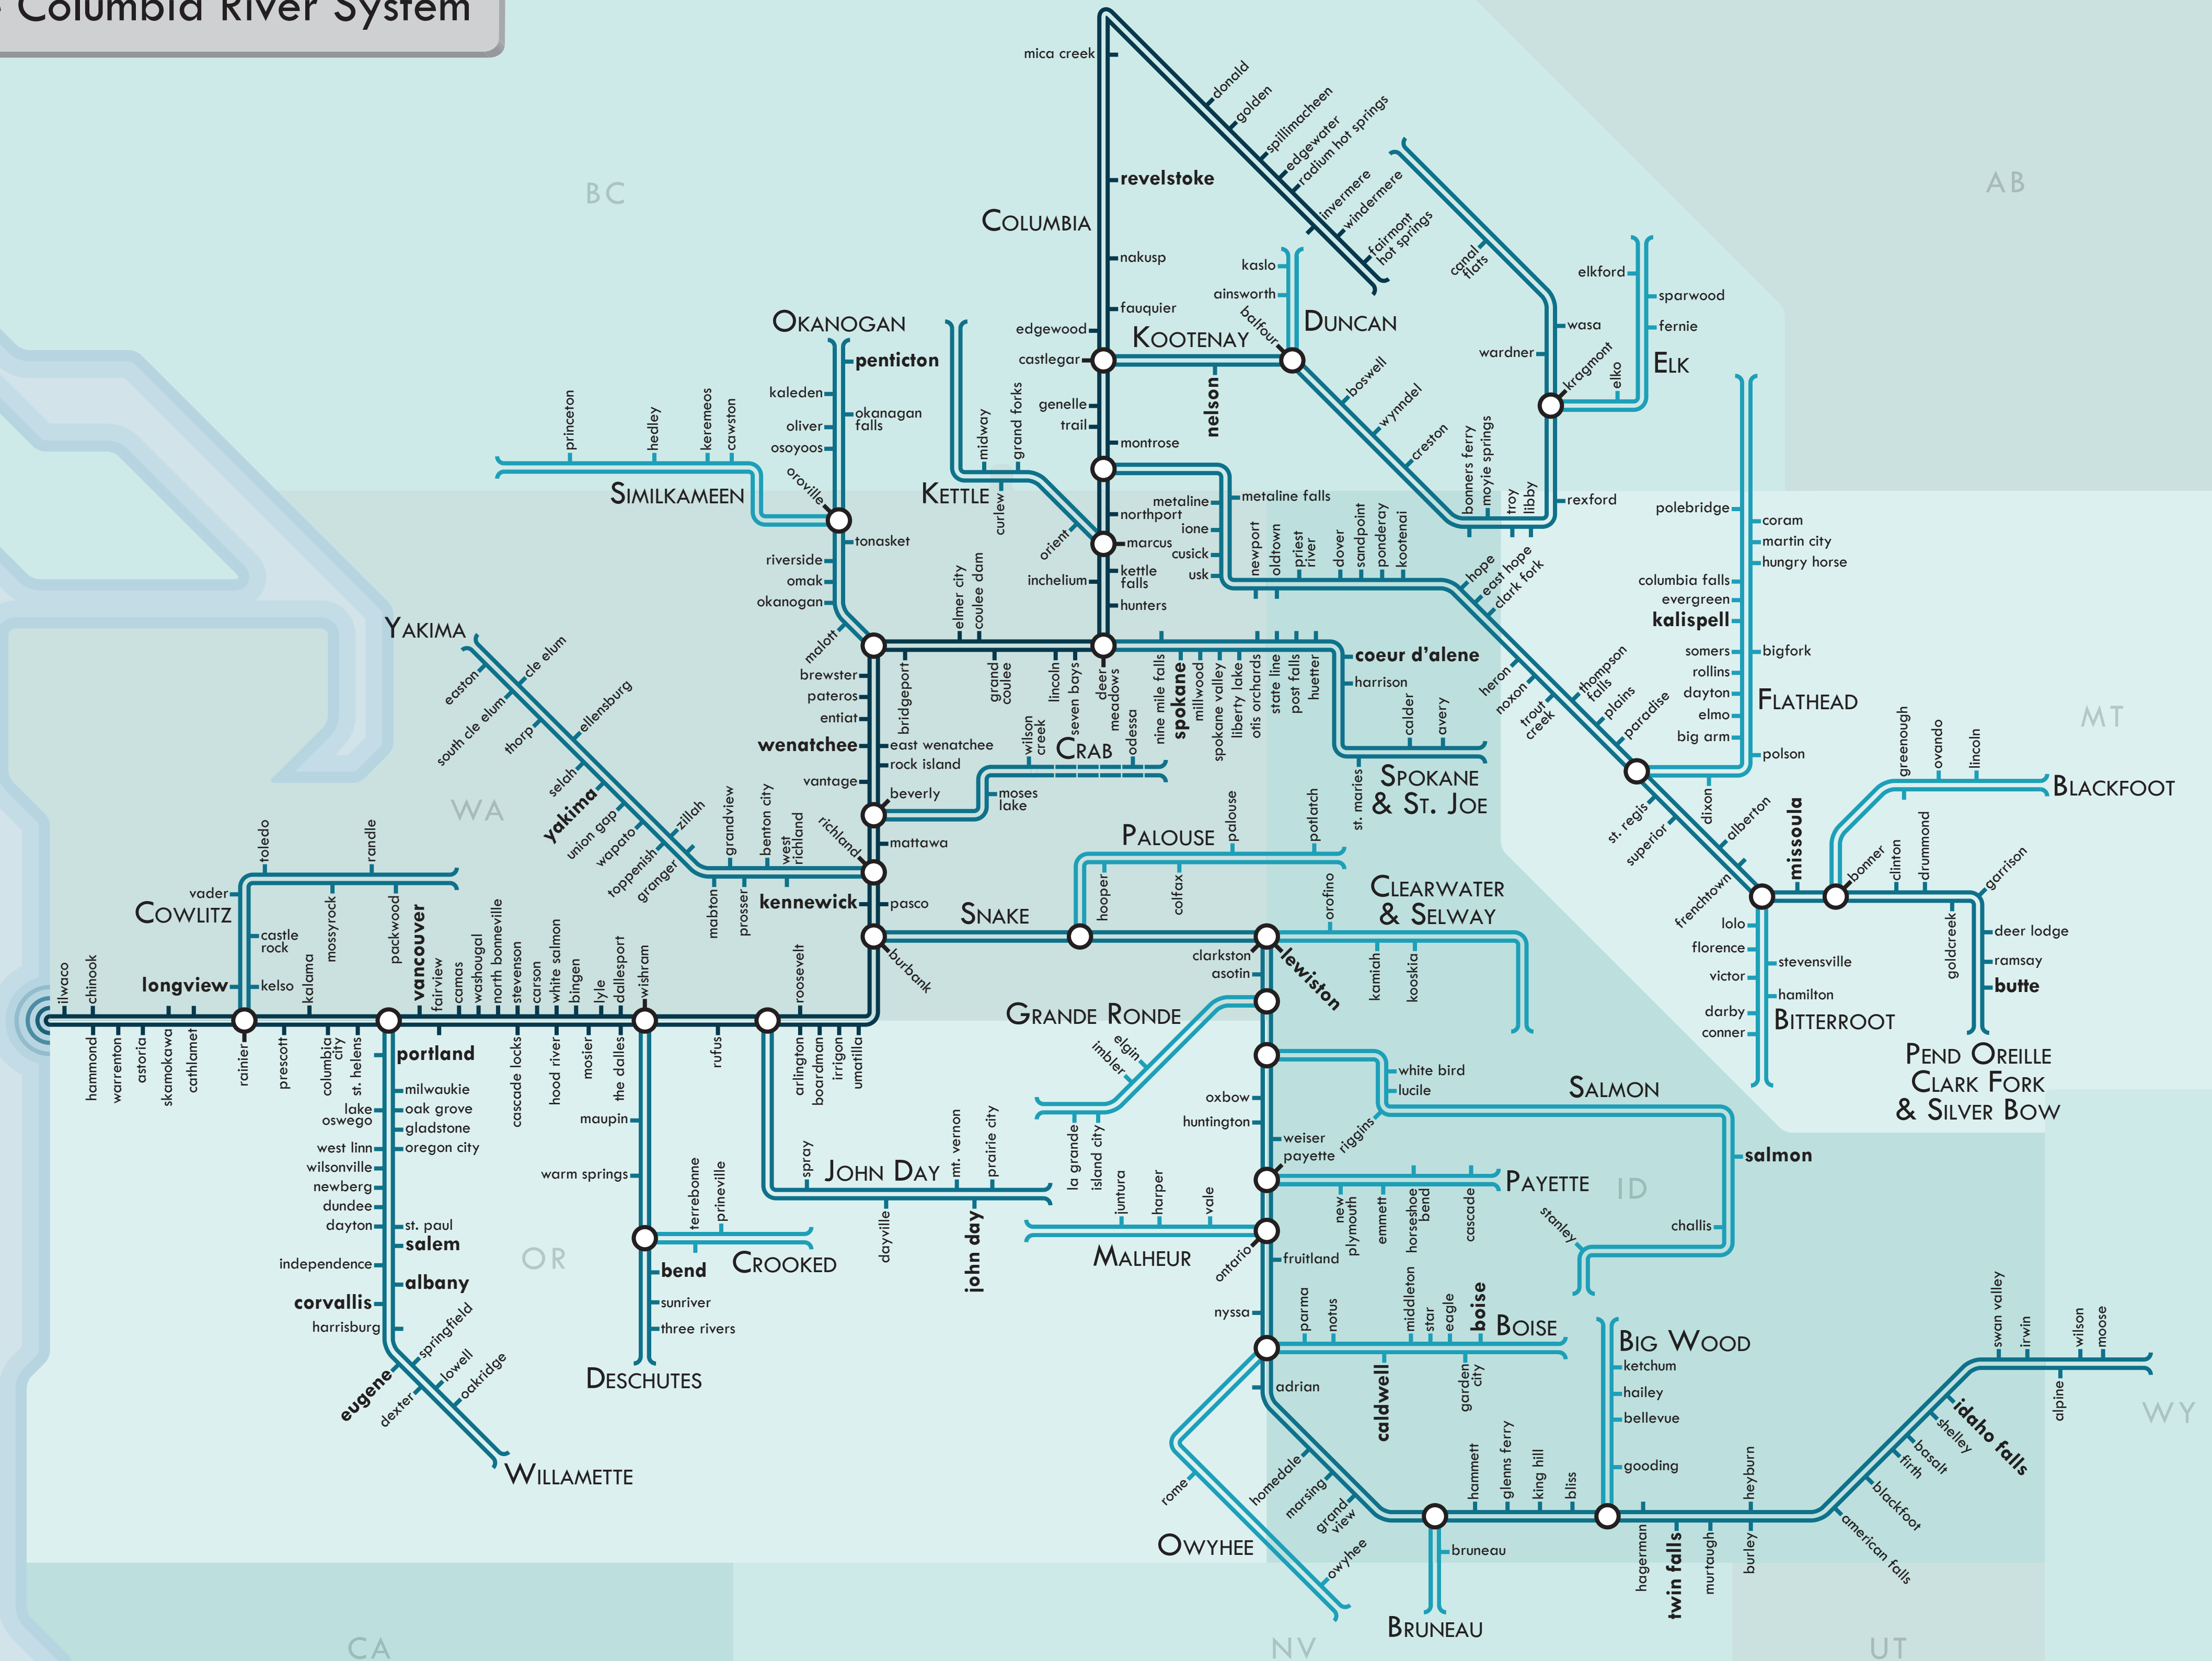 Columbia River System
BC
AB
WA
OR
ID
MT
WY
CA
NV
UT
COLUMBIA
mica creek
revelstoke
nakusp
fauquier
edgewood
castlegar
genelle
trail
montrose
northport
marcus
kettle
falls
inchelium
hunters
donald
golden
spillimacheen
edgewater
radium hot springs
invermere
windermere
fairmont
hot springs
KOOTENAY
nelson
balfour
boswell
wynndel
creston
bonners ferry
moyie springs
troy
libby
rexford
kragmont
wardner
wasa
canal
flats
DUNCAN
kaslo
ainsworth
ELK
elkford
sparwood
fernie
elko
OKANOGAN
penticton
kaleden
okanagan
falls
oliver
osoyoos
oroville
tonasket
riverside
omak
okanogan
malott
SIMILKAMEEN
princeton
hedley
keremeos
cawston
KETTLE
midway
grand forks
curlew
orient
metaline
metaline falls
ione
cusick
usk
newport
oldtown
priest
river
dover
sandpoint
ponderay
kootenai
hope
east hope
clark fork
heron
noxon
trout
creek
thompson
falls
plains
paradise
st. regis
superior
alberton
frenchtown
missoula
bonner
clinton
drummond
goldcreek
garrison
deer lodge
ramsay
butte
PEND OREILLE
CLARK FORK
& SILVER BOW
FLATHEAD
polebridge
coram
martin city
hungry horse
columbia falls
evergreen
kalispell
somers
bigfork
rollins
dayton
elmo
big arm
polson
dixon
BLACKFOOT
greenough
ovando
lincoln
BITTERROOT
lolo
florence
stevensville
victor
hamilton
darby
conner
elmer city
coulee dam
bridgeport
grand
coulee
lincoln
seven bays
deer
meadows
nine mile falls
spokane
millwood
spokane valley
liberty lake
otis orchards
state line
post falls
huetter
coeur d'alene
harrison
st. maries
calder
avery
SPOKANE
& ST. JOE
brewster
pateros
entiat
wenatchee
east wenatchee
rock island
vantage
beverly
mattawa
richland
kennewick
pasco
burbank
CRAB
moses
lake
wilson
creek
odessa
YAKIMA
easton
cle elum
south cle elum
thorp
ellensburg
selah
yakima
union gap
wapato
toppenish
zillah
granger
mabton
grandview
prosser
benton city
west
richland
COWLITZ
toledo
randle
vader
mossyrock
packwood
castle
rock
kelso
longview
ilwaco
chinook
hammond
warrenton
astoria
skamokawa
cathlamet
rainier
prescott
kalama
columbia
city
st. helens
vancouver
fairview
camas
washougal
north bonneville
cascade locks
stevenson
carson
hood river
white salmon
bingen
mosier
lyle
the dalles
dallesport
wishram
rufus
roosevelt
arlington
boardman
irrigon
umatilla
WILLAMETTE
portland
milwaukie
lake
oswego
oak grove
gladstone
west linn
oregon city
wilsonville
newberg
dundee
dayton
st. paul
salem
independence
albany
corvallis
harrisburg
springfield
eugene
dexter
lowell
oakridge
DESCHUTES
maupin
warm springs
bend
sunriver
three rivers
CROOKED
terrebonne
prineville
JOHN DAY
spray
dayville
mt. vernon
john day
prairie city
SNAKE
PALOUSE
hooper
colfax
palouse
potlatch
CLEARWATER
& SELWAY
orofino
kamiah
kooskia
clarkston
lewiston
asotin
GRANDE RONDE
elgin
imbler
la grande
island city
SALMON
white bird
lucile
riggins
salmon
challis
stanley
oxbow
huntington
weiser
payette
PAYETTE
new
plymouth
emmett
horseshoe
bend
cascade
MALHEUR
juntura
harper
vale
ontario
fruitland
nyssa
BOISE
parma
notus
caldwell
middleton
star
eagle
garden
city
boise
adrian
homedale
marsing
grand
view
OWYHEE
rome
owyhee
BRUNEAU
bruneau
hammett
glenns ferry
king hill
bliss
BIG WOOD
ketchum
hailey
bellevue
gooding
hagerman
twin falls
murtaugh
burley
heyburn
american falls
blackfoot
firth
basalt
shelley
idaho falls
swan valley
irwin
alpine
wilson
moose